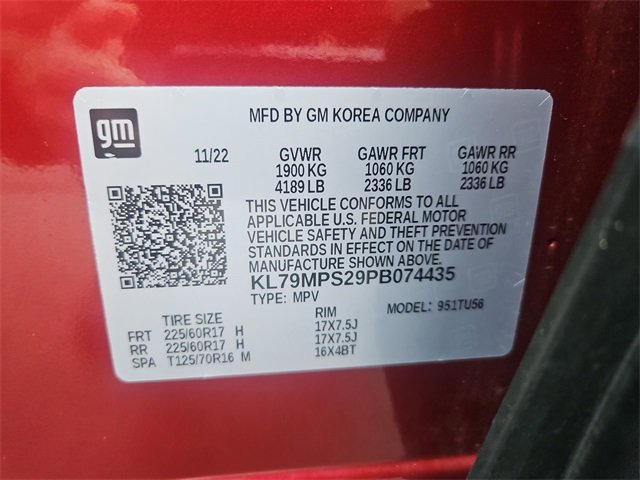 gm
MFD BY GM KOREA COMPANY
11/22 GVWR GAWR FRT GAWR RR
1900 KG 1060 KG 1060 KG
4189 LB 2336 LB 2336 LB
THIS VEHICLE CONFORMS TO ALL
APPLICABLE U.S. FEDERAL MOTOR
VEHICLE SAFETY AND THEFT PREVENTION
STANDARDS IN EFFECT ON THE DATE OF
MANUFACTURE SHOWN ABOVE.
KL79MPS29PB074435
TYPE: MPV MODEL: 951TU56
TIRE SIZE RIM
FRT 225/60R17 H 17X7.5J
RR 225/60R17 H 17X7.5J
SPA T125/70R16 M 16X4BT